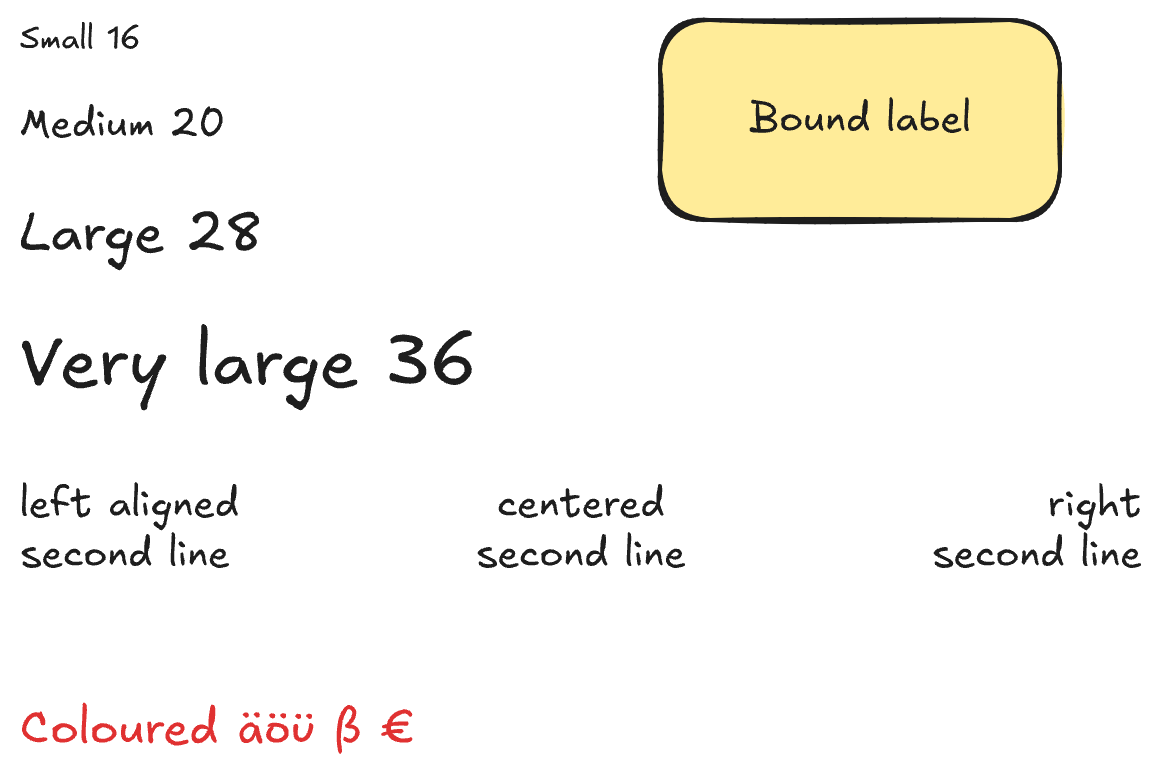 Small 16
Bound label
Medium 20
Large 28
Very large 36
left aligned
second line
centered
second line
right
second line
Coloured äöü ß €